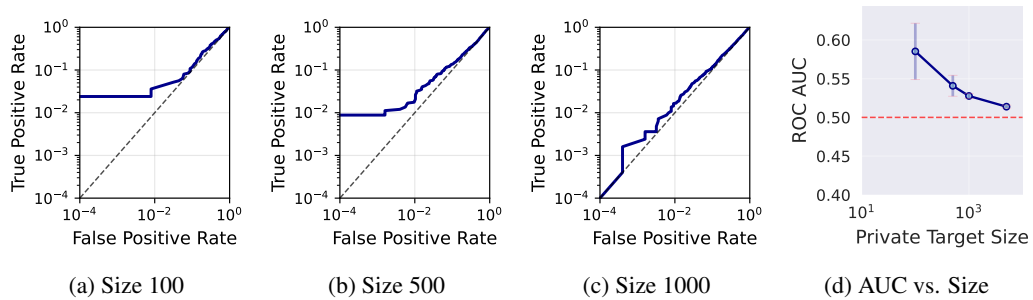 True Positive Rate
10^0
10^−1
10^−2
10^−3
10^−4
10^−4
10^−2
10^0
False Positive Rate
(a) Size 100
True Positive Rate
10^0
10^−1
10^−2
10^−3
10^−4
10^−4
10^−2
10^0
False Positive Rate
(b) Size 500
True Positive Rate
10^0
10^−1
10^−2
10^−3
10^−4
10^−4
10^−2
10^0
False Positive Rate
(c) Size 1000
ROC AUC
0.60
0.55
0.50
0.45
0.40
10^1
10^3
Private Target Size
(d) AUC vs. Size